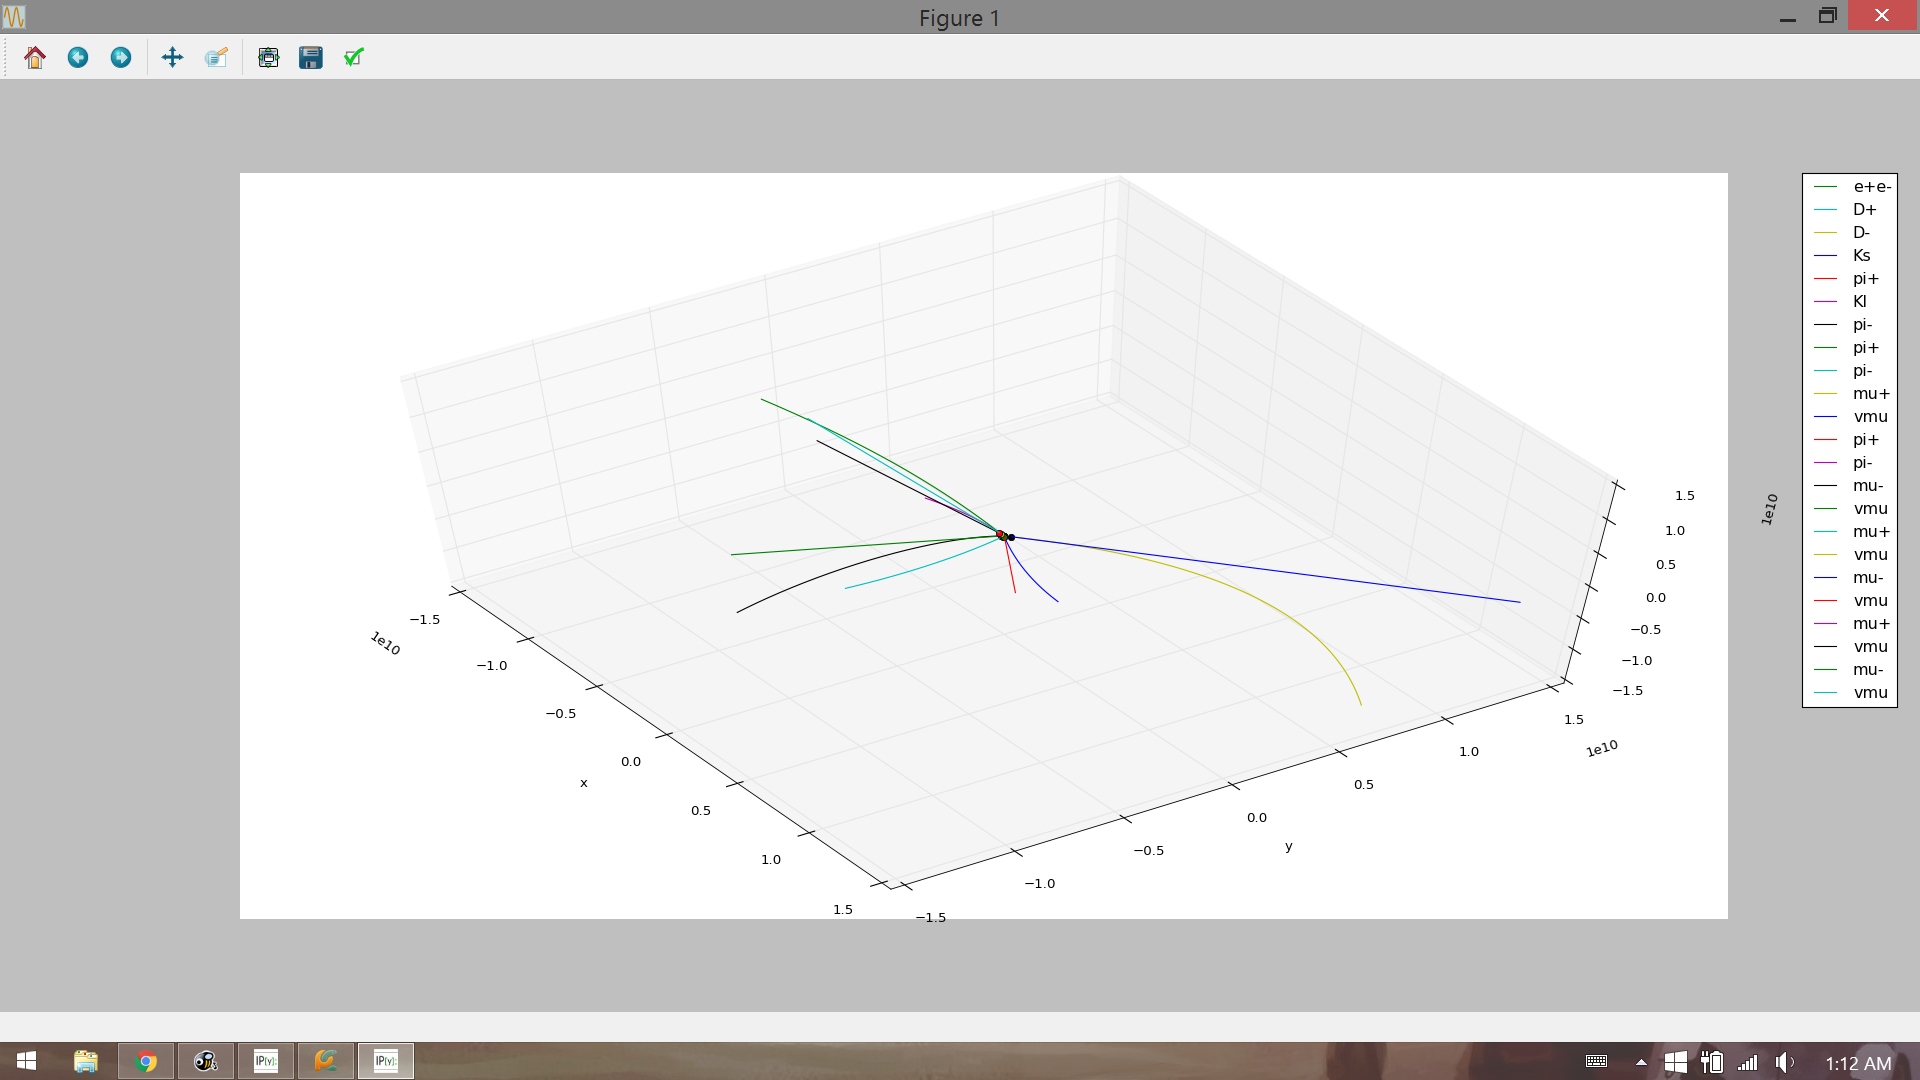 Figure 1
e+e-
D+
D-
Ks
pi+
Kl
pi-
pi+
pi-
mu+
vmu
pi+
pi-
mu-
vmu
mu+
vmu
mu-
vmu
mu+
vmu
mu-
vmu
1.5
1.0
0.5
0.0
−0.5
−1.0
−1.5
1e10
−1.5
−1.0
−0.5
0.0
0.5
1.0
1.5
1e10
x
−1.5
−1.0
−0.5
0.0
0.5
1.0
1.5
1e10
y
IP[y]:
IP[y]:
1:12 AM